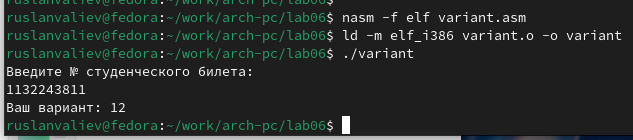 ruslanvaliev@fedora:~/work/arch-pc/lab06$ nasm -f elf variant.asm
ruslanvaliev@fedora:~/work/arch-pc/lab06$ ld -m elf_i386 variant.o -o variant
ruslanvaliev@fedora:~/work/arch-pc/lab06$ ./variant
Введите № студенческого билета:
1132243811
Ваш вариант: 12
ruslanvaliev@fedora:~/work/arch-pc/lab06$